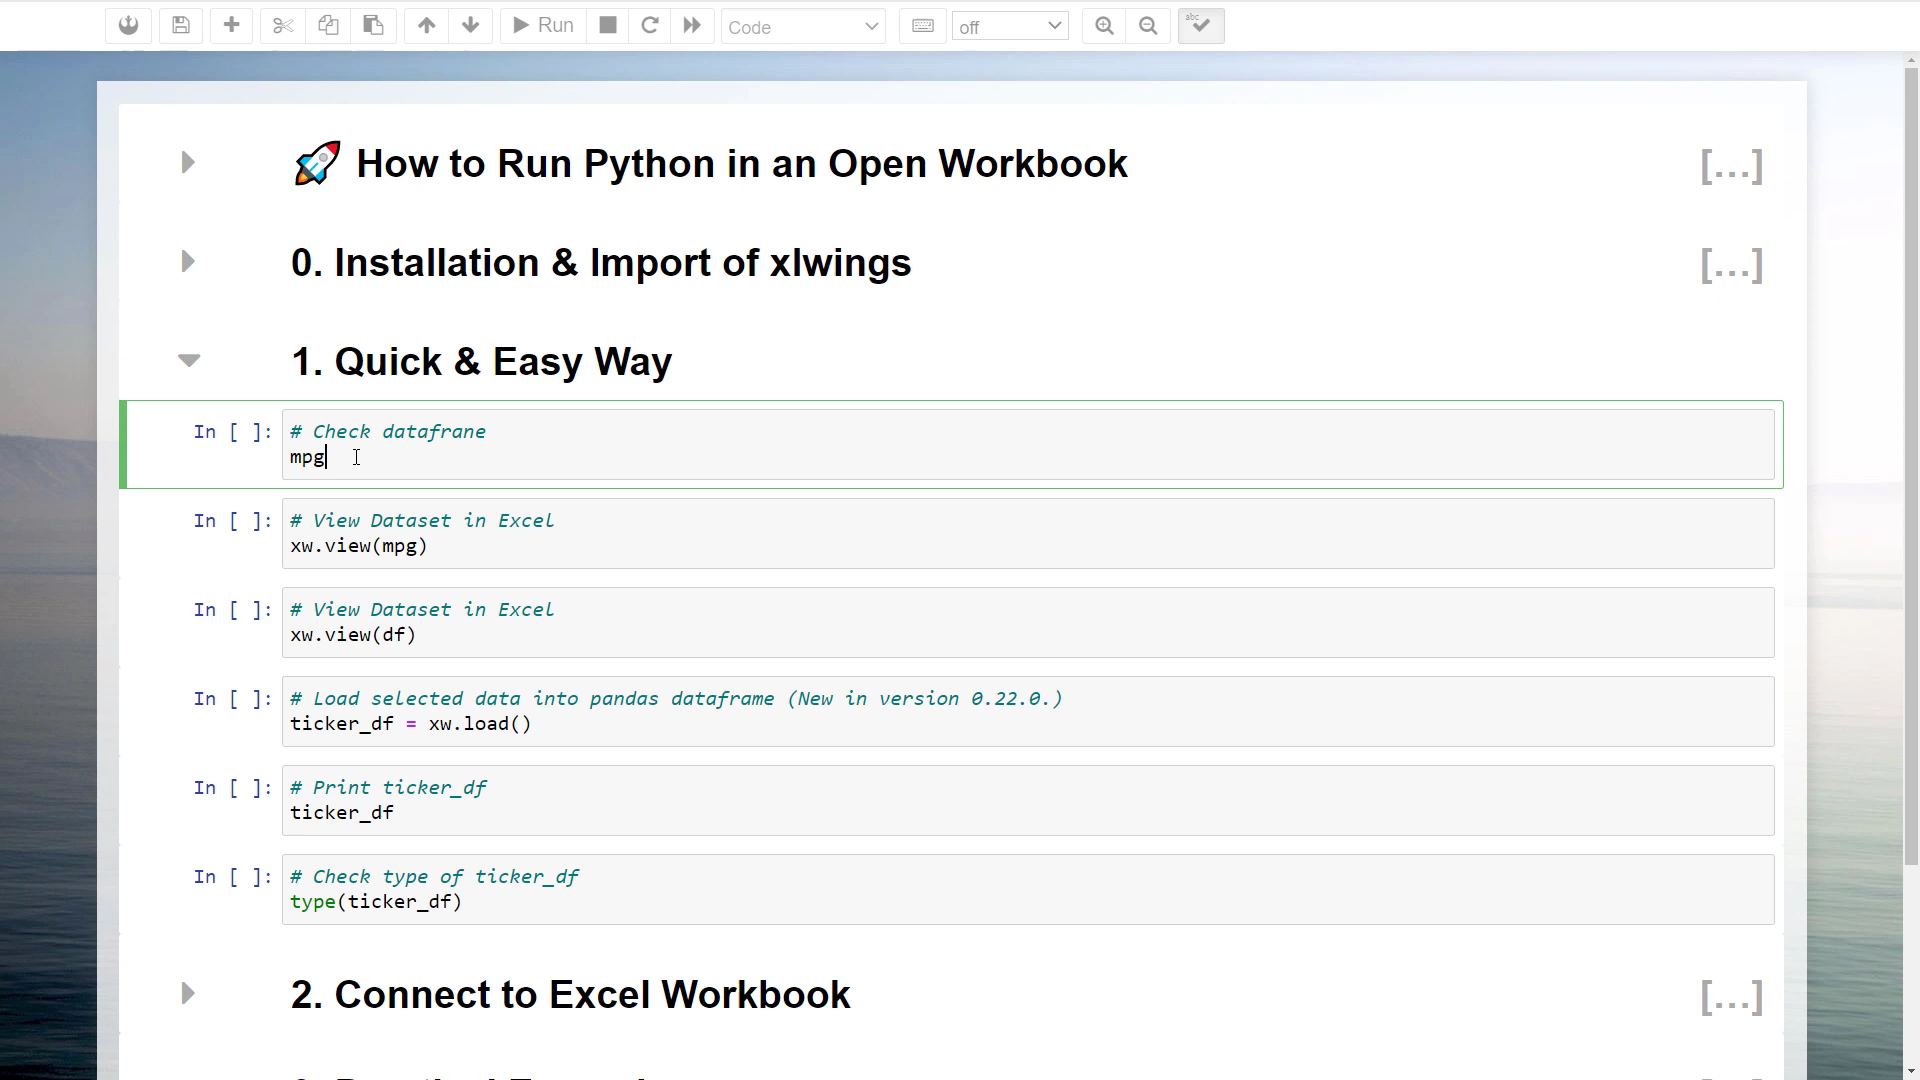 Run
Code
off
abc
🚀 How to Run Python in an Open Workbook
[...]
0. Installation & Import of xlwings
[...]
1. Quick & Easy Way
In [ ]:
# Check datafrane
mpg
In [ ]:
# View Dataset in Excel
xw.view(mpg)
In [ ]:
# View Dataset in Excel
xw.view(df)
In [ ]:
# Load selected data into pandas dataframe (New in version 0.22.0.)
ticker_df = xw.load()
In [ ]:
# Print ticker_df
ticker_df
In [ ]:
# Check type of ticker_df
type(ticker_df)
2. Connect to Excel Workbook
[...]